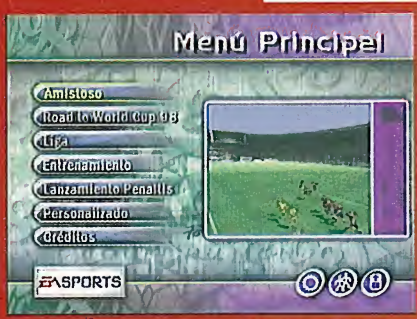 Menú Principal
Amistoso
Road to World Cup 98
Liga
Entrenamiento
Lanzamiento Penaltis
Personalizado
Créditos
EA SPORTS